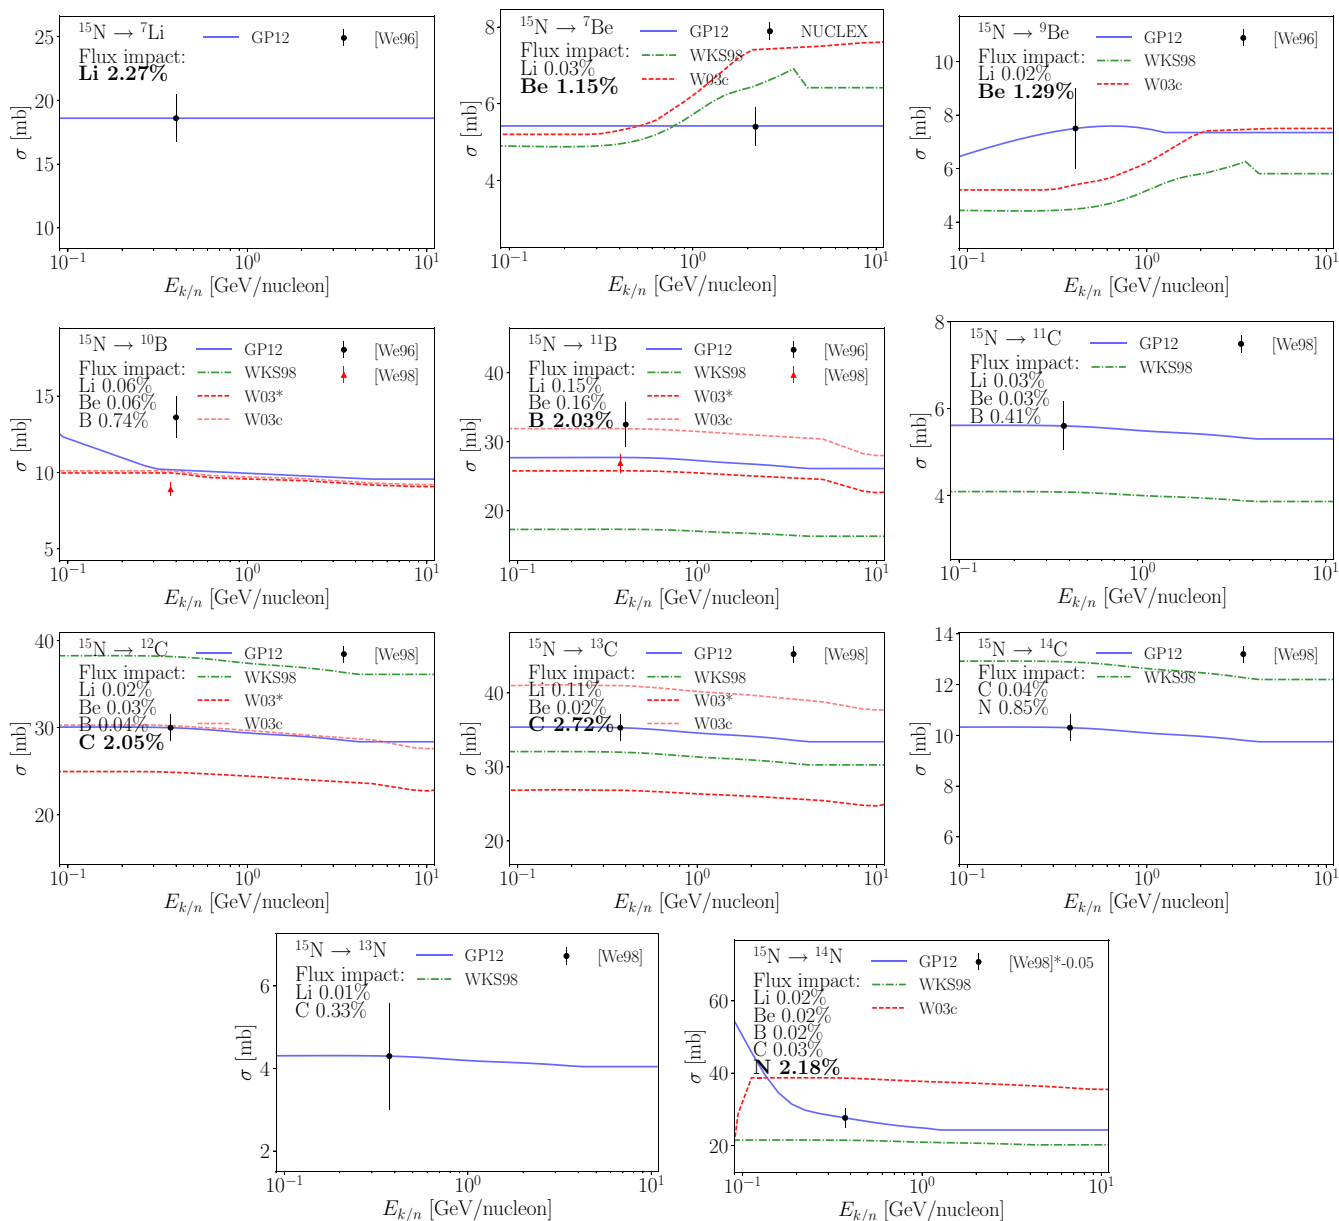 ¹⁵N → ⁷Li
GP12
[We96]
Flux impact:
Li 2.27%
25
20
15
10
σ [mb]
10⁻¹
10⁰
10¹
E_{k/n} [GeV/nucleon]
¹⁵N → ⁷Be
GP12
WKS98
W03c
NUCLEX
Flux impact:
Li 0.03%
Be 1.15%
8
6
4
σ [mb]
10⁻¹
10⁰
10¹
E_{k/n} [GeV/nucleon]
¹⁵N → ⁹Be
GP12
WKS98
W03c
[We96]
Flux impact:
Li 0.02%
Be 1.29%
10
8
6
4
σ [mb]
10⁻¹
10⁰
10¹
E_{k/n} [GeV/nucleon]
¹⁵N → ¹⁰B
GP12
WKS98
W03*
W03c
[We96]
[We98]
Flux impact:
Li 0.06%
Be 0.06%
B 0.74%
15
10
5
σ [mb]
10⁻¹
10⁰
10¹
E_{k/n} [GeV/nucleon]
¹⁵N → ¹¹B
GP12
WKS98
W03*
W03c
[We96]
[We98]
Flux impact:
Li 0.15%
Be 0.16%
B 2.03%
40
30
20
σ [mb]
10⁻¹
10⁰
10¹
E_{k/n} [GeV/nucleon]
¹⁵N → ¹¹C
GP12
WKS98
[We98]
Flux impact:
Li 0.03%
Be 0.03%
B 0.41%
8
6
4
σ [mb]
10⁻¹
10⁰
10¹
E_{k/n} [GeV/nucleon]
¹⁵N → ¹²C
GP12
WKS98
W03*
W03c
[We98]
Flux impact:
Li 0.02%
Be 0.03%
B 0.04%
C 2.05%
40
30
20
σ [mb]
10⁻¹
10⁰
10¹
E_{k/n} [GeV/nucleon]
¹⁵N → ¹³C
GP12
WKS98
W03*
W03c
[We98]
Flux impact:
Li 0.11%
Be 0.02%
C 2.72%
40
30
20
σ [mb]
10⁻¹
10⁰
10¹
E_{k/n} [GeV/nucleon]
¹⁵N → ¹⁴C
GP12
WKS98
[We98]
Flux impact:
C 0.04%
N 0.85%
14
12
10
8
6
σ [mb]
10⁻¹
10⁰
10¹
E_{k/n} [GeV/nucleon]
¹⁵N → ¹³N
GP12
WKS98
[We98]
Flux impact:
Li 0.01%
C 0.33%
6
4
2
σ [mb]
10⁻¹
10⁰
10¹
E_{k/n} [GeV/nucleon]
¹⁵N → ¹⁴N
GP12
WKS98
W03c
[We98]*-0.05
Flux impact:
Li 0.02%
Be 0.02%
B 0.02%
C 0.03%
N 2.18%
60
40
20
σ [mb]
10⁻¹
10⁰
10¹
E_{k/n} [GeV/nucleon]